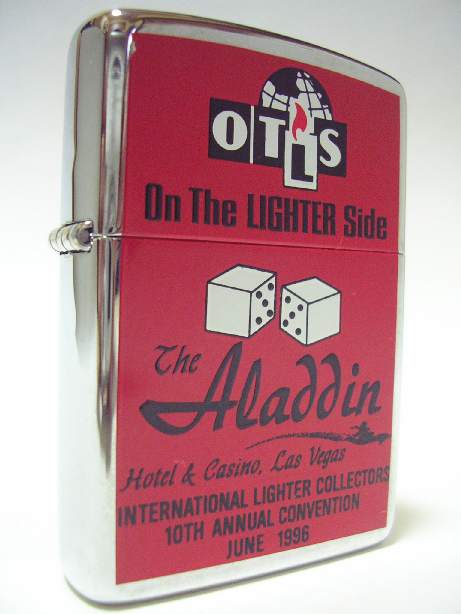 OTLS
On The LIGHTER Side
The
Aladdin
Hotel & Casino, Las Vegas
INTERNATIONAL LIGHTER COLLECTORS
10TH ANNUAL CONVENTION
JUNE 1996